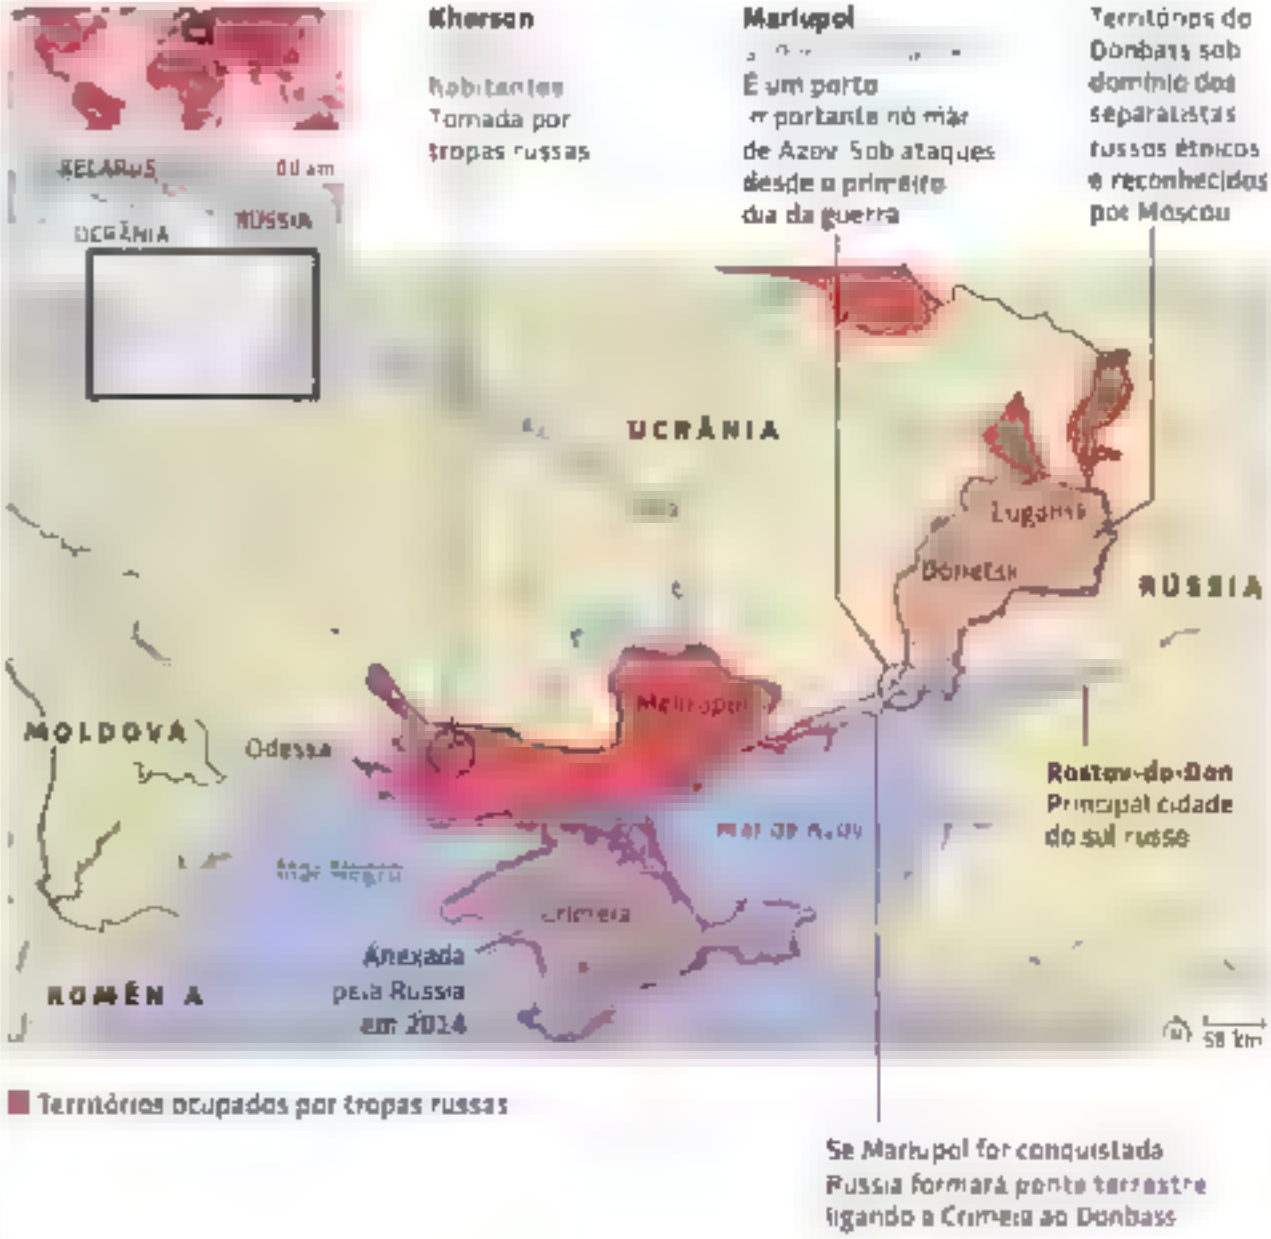 Kherson
habitantes
Tomada por
tropas russas
Mariupol
É um porto
importante no mar
de Azov Sob ataques
desde o primeiro
dia da guerra
Territórios do
Donbass sob
domínio dos
separatistas
russos étnicos
e reconhecidos
por Moscou
BELARUS
RÚSSIA
UCRÂNIA
UCRÂNIA
Lugansk
Donetsk
RÚSSIA
Melitopol
MOLDOVA
Odessa
Rostov-do-Don
Principal cidade
do sul russo
Mar de Azov
Mar Negro
Crimeia
Anexada
pela Rússia
em 2014
ROMÊNIA
N
58 km
Territórios ocupados por tropas russas
Se Mariupol for conquistada
Rússia formará ponte terrestre
ligando a Crimeia ao Donbass